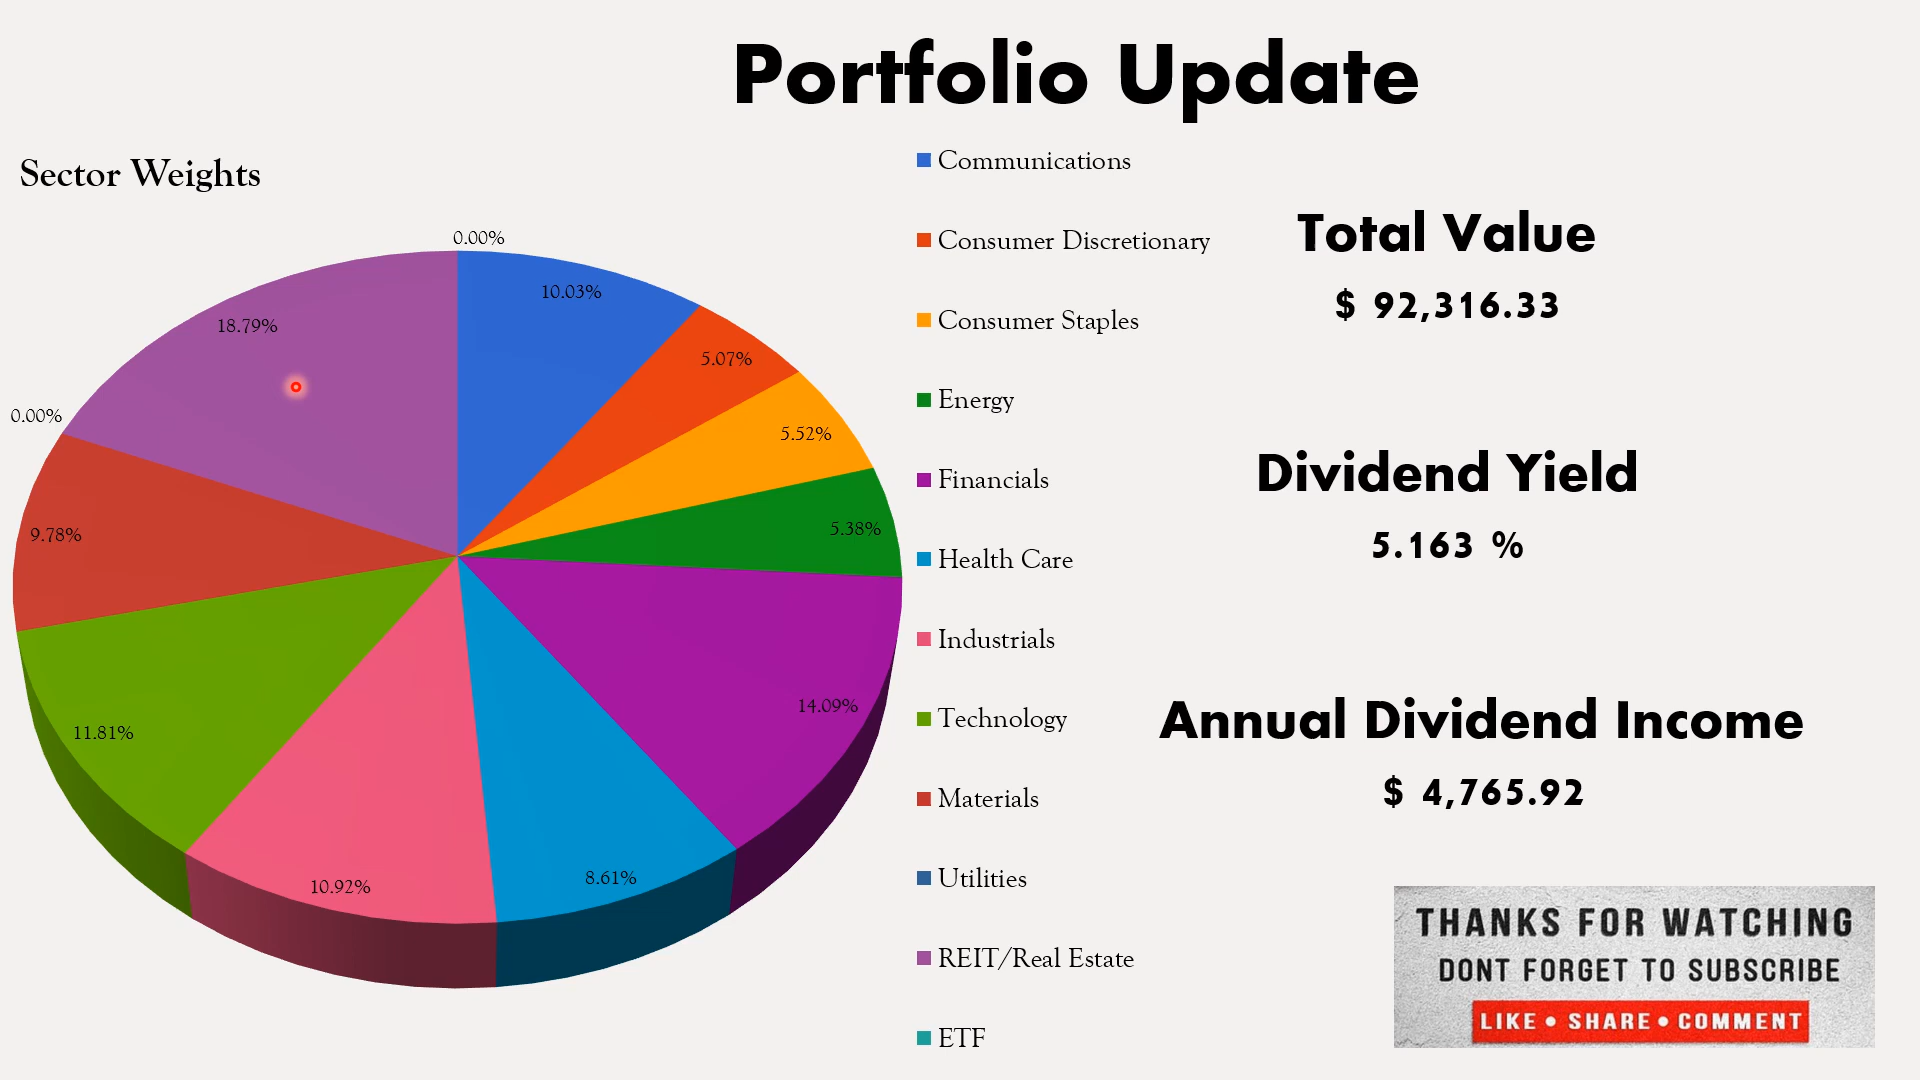 Portfolio Update
Sector Weights
0.00%
10.03%
5.07%
5.52%
5.38%
14.09%
8.61%
10.92%
11.81%
9.78%
0.00%
18.79%
Communications
Consumer Discretionary
Consumer Staples
Energy
Financials
Health Care
Industrials
Technology
Materials
Utilities
REIT/Real Estate
ETF
Total Value
$ 92,316.33
Dividend Yield
5.163 %
Annual Dividend Income
$ 4,765.92
THANKS FOR WATCHING
DONT FORGET TO SUBSCRIBE
LIKE • SHARE • COMMENT